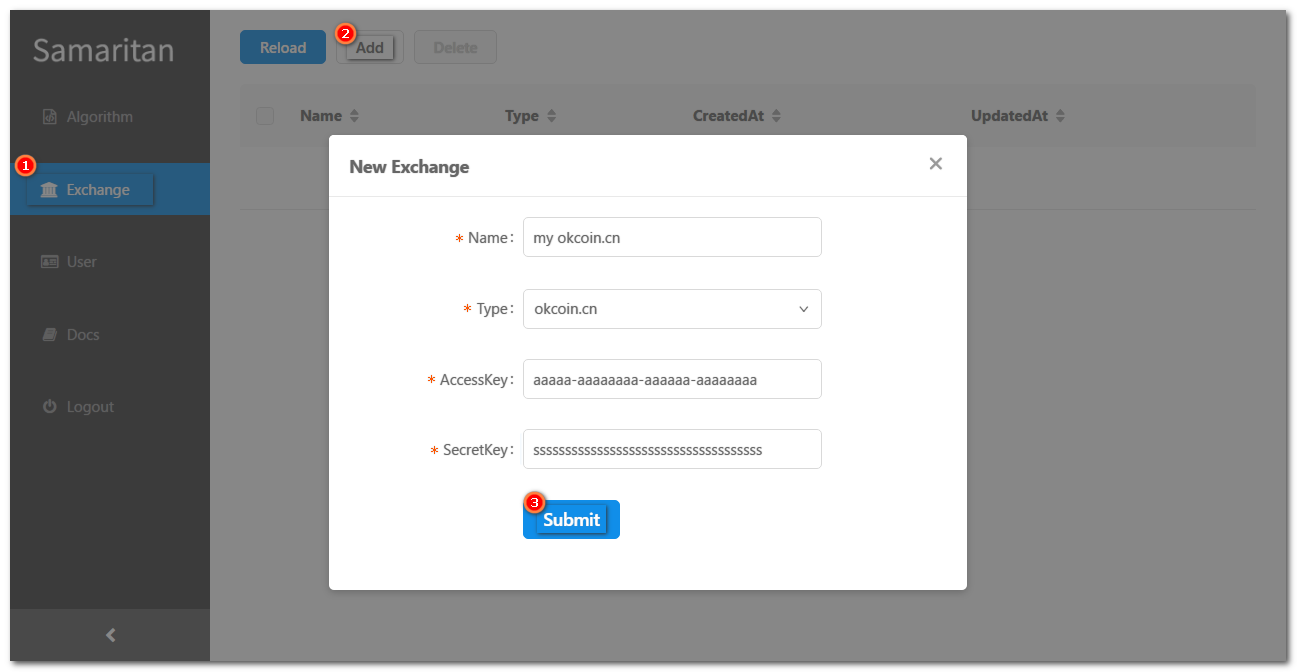 Samaritan
Reload
2
Add
Delete
Algorithm
Name Type CreatedAt UpdatedAt
1
Exchange
New Exchange
* Name: my okcoin.cn
User
* Type: okcoin.cn
Docs
* AccessKey: aaaaa-aaaaaaaa-aaaaaa-aaaaaaaa
Logout
* SecretKey: ssssssssssssssssssssssssssssssssssss
3
Submit